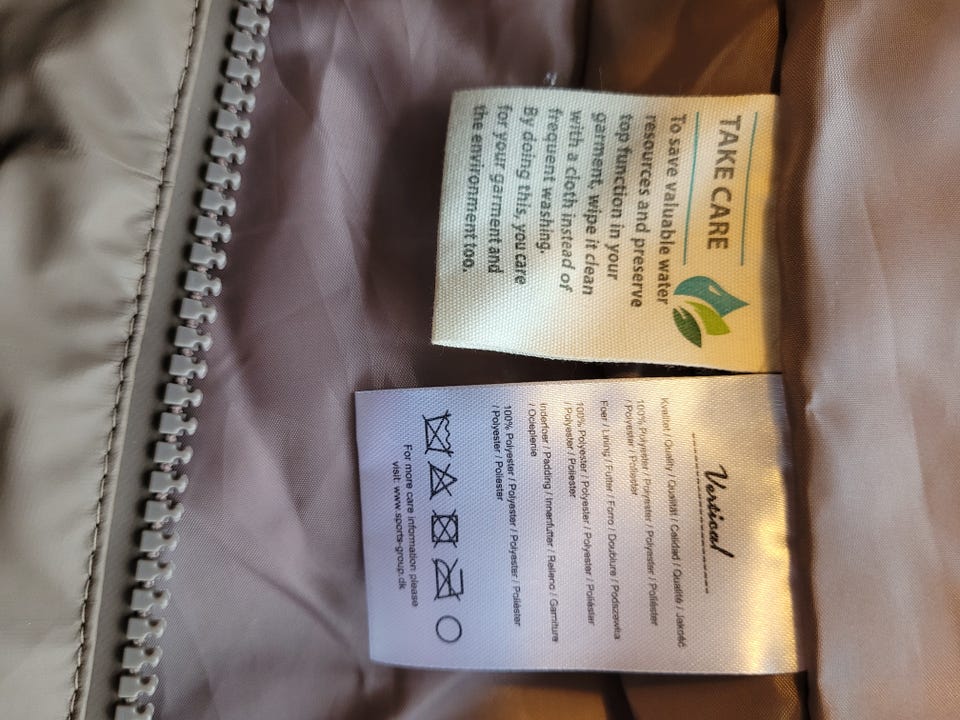 TAKE CARE
To save valuable water
resources and preserve
top function in your
garment, wipe it clean
with a cloth instead of
frequent washing.
By doing this, you care
for your garment and
the environment too.
Vertical
Kvalitet / Quality / Qualität / Calidad / Qualité / Jakość
100% Polyester / Polyester / Polyester / Poliéster
/ Polyester / Poliester
Foer / Lining / Futter / Forro / Doublure / Podszewka
100% Polyester / Polyester / Polyester / Poliéster
/ Polyester / Poliester
Inderfoer / Padding / Innenfutter / Relleno / Garniture
/ Ocieplenie
100% Polyester / Polyester / Polyester / Poliéster
/ Polyester / Poliester
For more care information please
visit: www.sports-group.dk